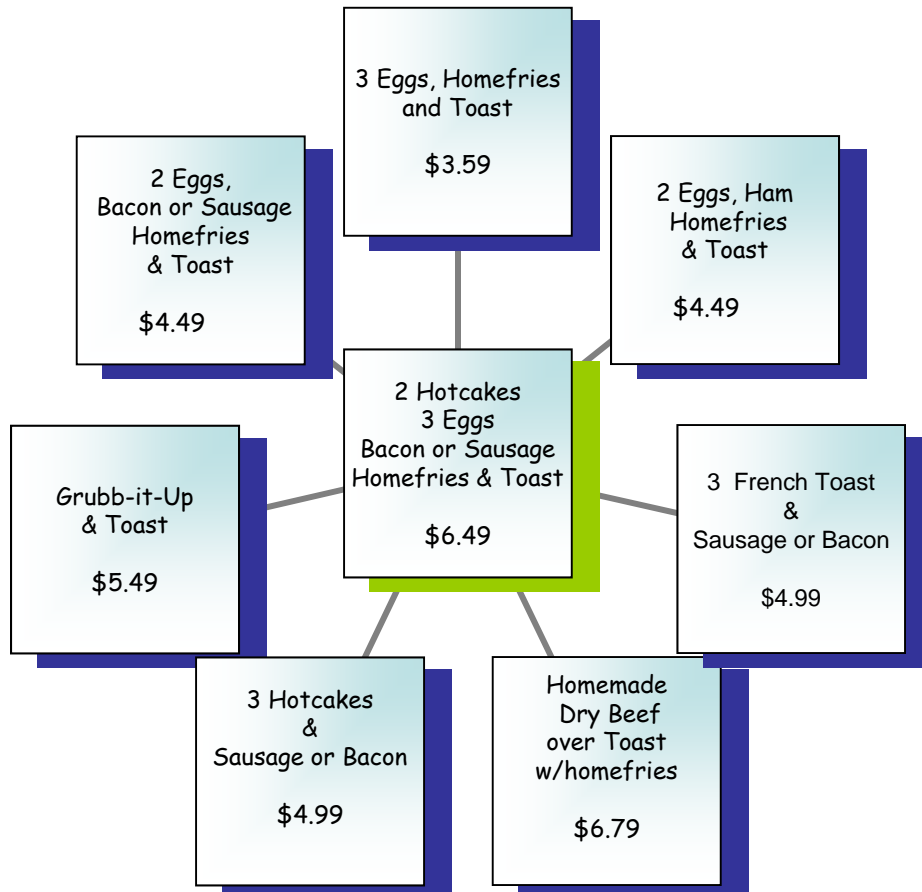 3 Eggs, Homefries
and Toast
$3.59
2 Eggs,
Bacon or Sausage
Homefries
& Toast
$4.49
2 Eggs, Ham
Homefries
& Toast
$4.49
2 Hotcakes
3 Eggs
Bacon or Sausage
Homefries & Toast
$6.49
Grubb-it-Up
& Toast
$5.49
3 French Toast
&
Sausage or Bacon
$4.99
3 Hotcakes
&
Sausage or Bacon
$4.99
Homemade
Dry Beef
over Toast
w/homefries
$6.79